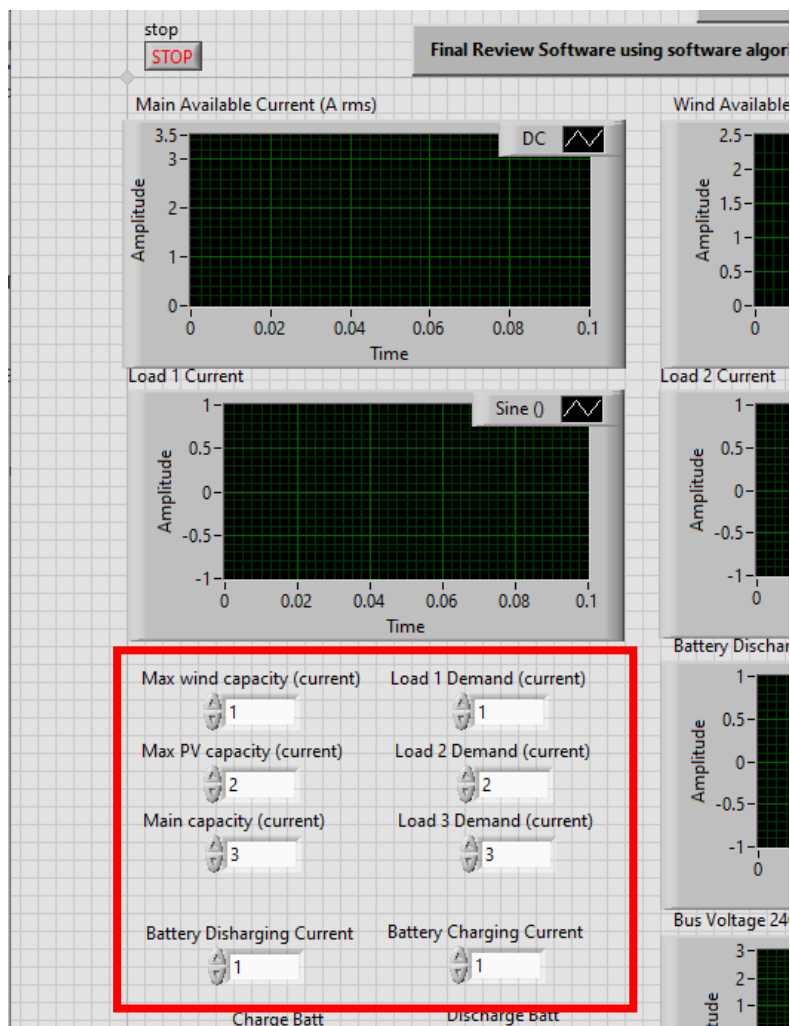 stop
STOP
Final Review Software using software algor
Main Available Current (A rms)
DC
Amplitude
3.5
3
2
1
0
0 0.02 0.04 0.06 0.08 0.1
Time
Wind Available
Amplitude
2.5
2
1.5
1
0.5
0
0
Load 1 Current
Sine ()
Amplitude
1
0.5
0
-0.5
-1
0 0.02 0.04 0.06 0.08 0.1
Time
Load 2 Current
Amplitude
1
0.5
0
-0.5
-1
0
Max wind capacity (current) Load 1 Demand (current)
1 1
Max PV capacity (current) Load 2 Demand (current)
2 2
Main capacity (current) Load 3 Demand (current)
3 3
Battery Disharging Current Battery Charging Current
1 1
Charge Batt Discharge Batt
Battery Dischar
Amplitude
1
0.5
0
-0.5
-1
0
Bus Voltage 24
3
2
1